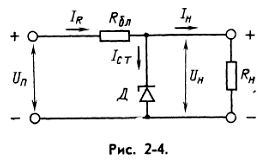 I_R R_бл I_н
+ +
I_ст
U_п Д U_н R_н
− −
Рис. 2-4.